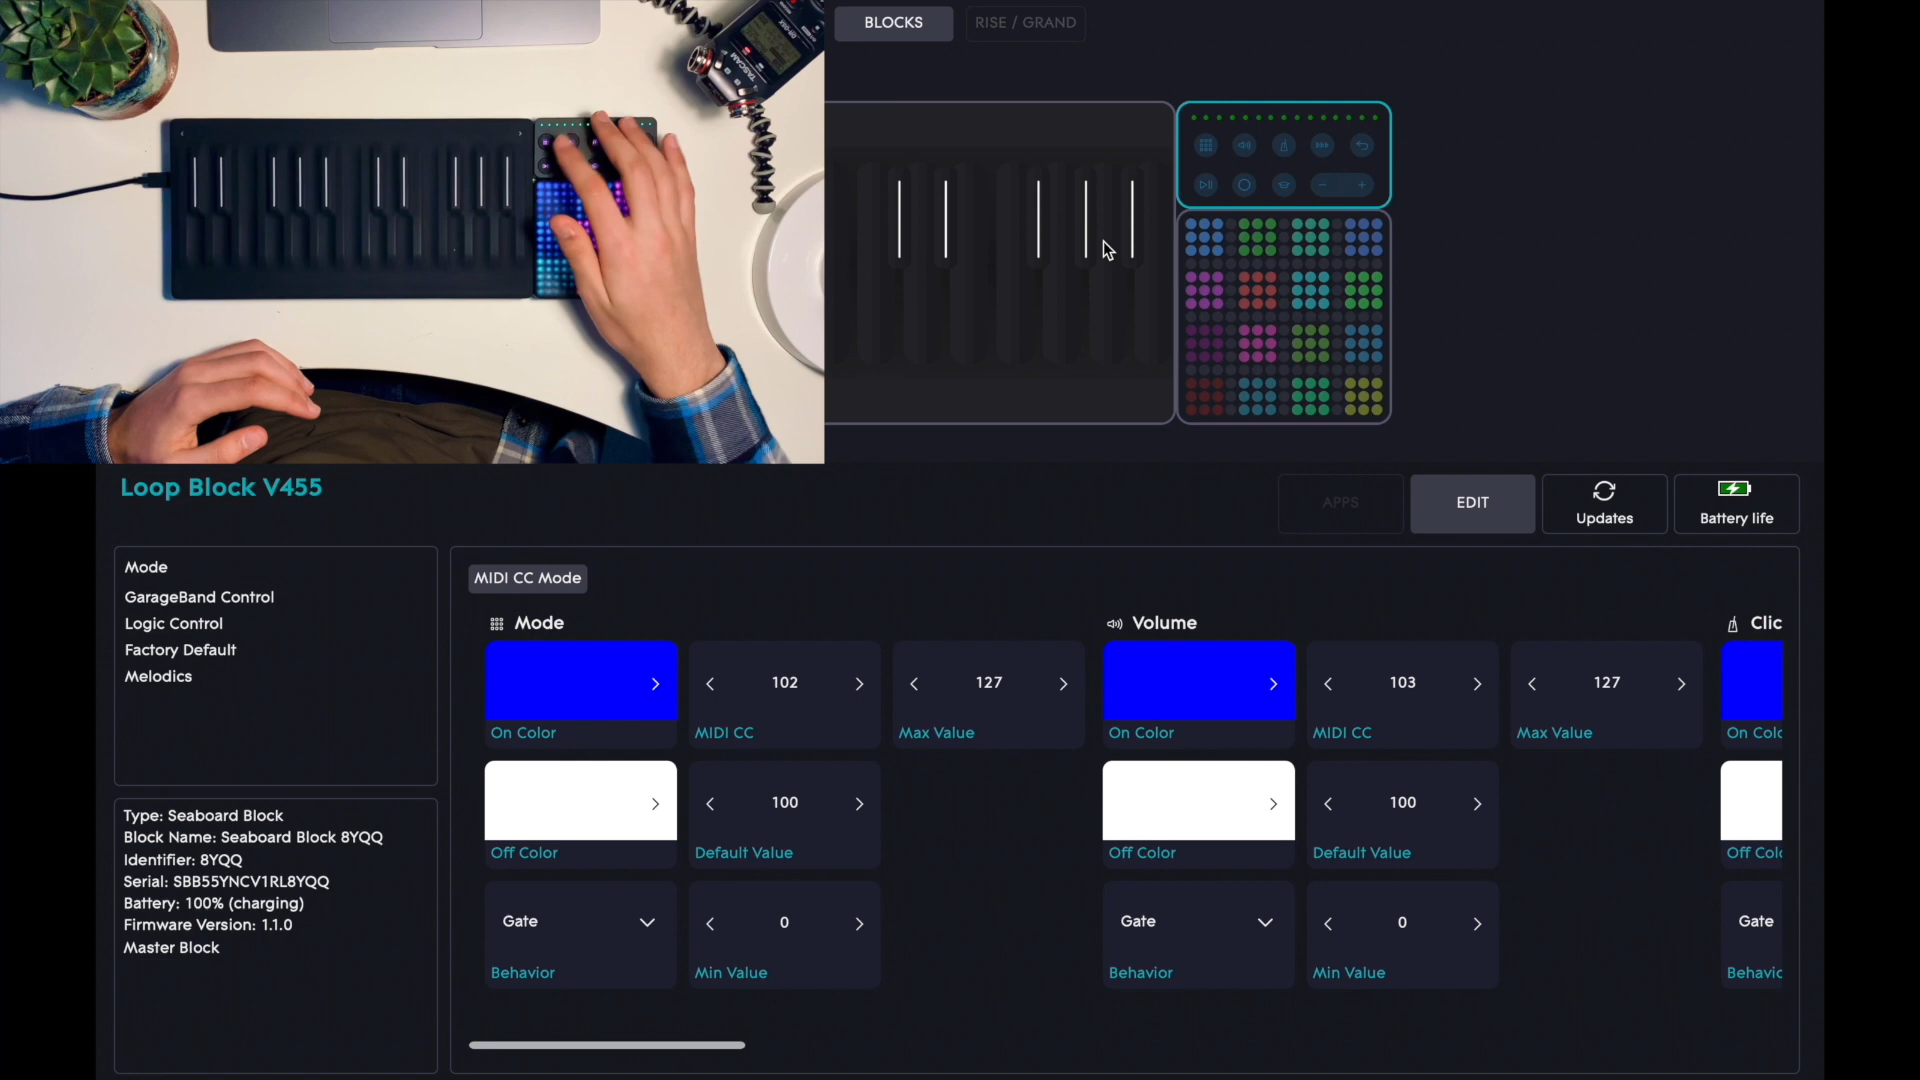 BLOCKS
RISE / GRAND
TASCAM
Loop Block V455
APPS
EDIT
Updates
Battery life
Mode
GarageBand Control
Logic Control
Factory Default
Melodics
Type: Seaboard Block
Block Name: Seaboard Block 8YQQ
Identifier: 8YQQ
Serial: SBB55YNCV1RL8YQQ
Battery: 100% (charging)
Firmware Version: 1.1.0
Master Block
MIDI CC Mode
Mode
102
127
On Color
MIDI CC
Max Value
100
Off Color
Default Value
Gate
0
Behavior
Min Value
Volume
103
127
On Color
MIDI CC
Max Value
100
Off Color
Default Value
Gate
0
Behavior
Min Value
Clic
On Colo
Off Colo
Gate
Behavio